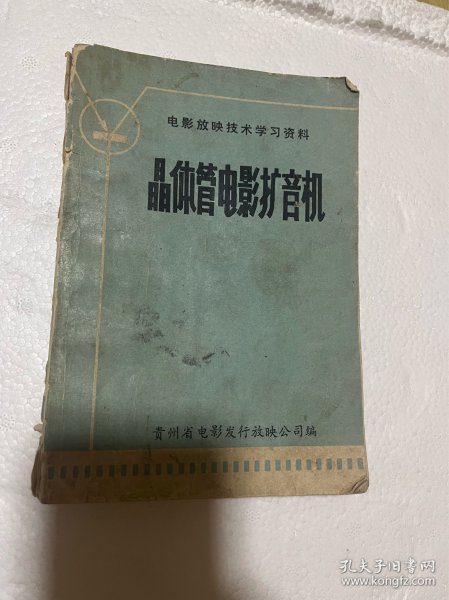 电影放映技术学习资料
晶体管电影扩音机
贵州省电影发行放映公司编
孔夫子旧书网
www.kongfz.com